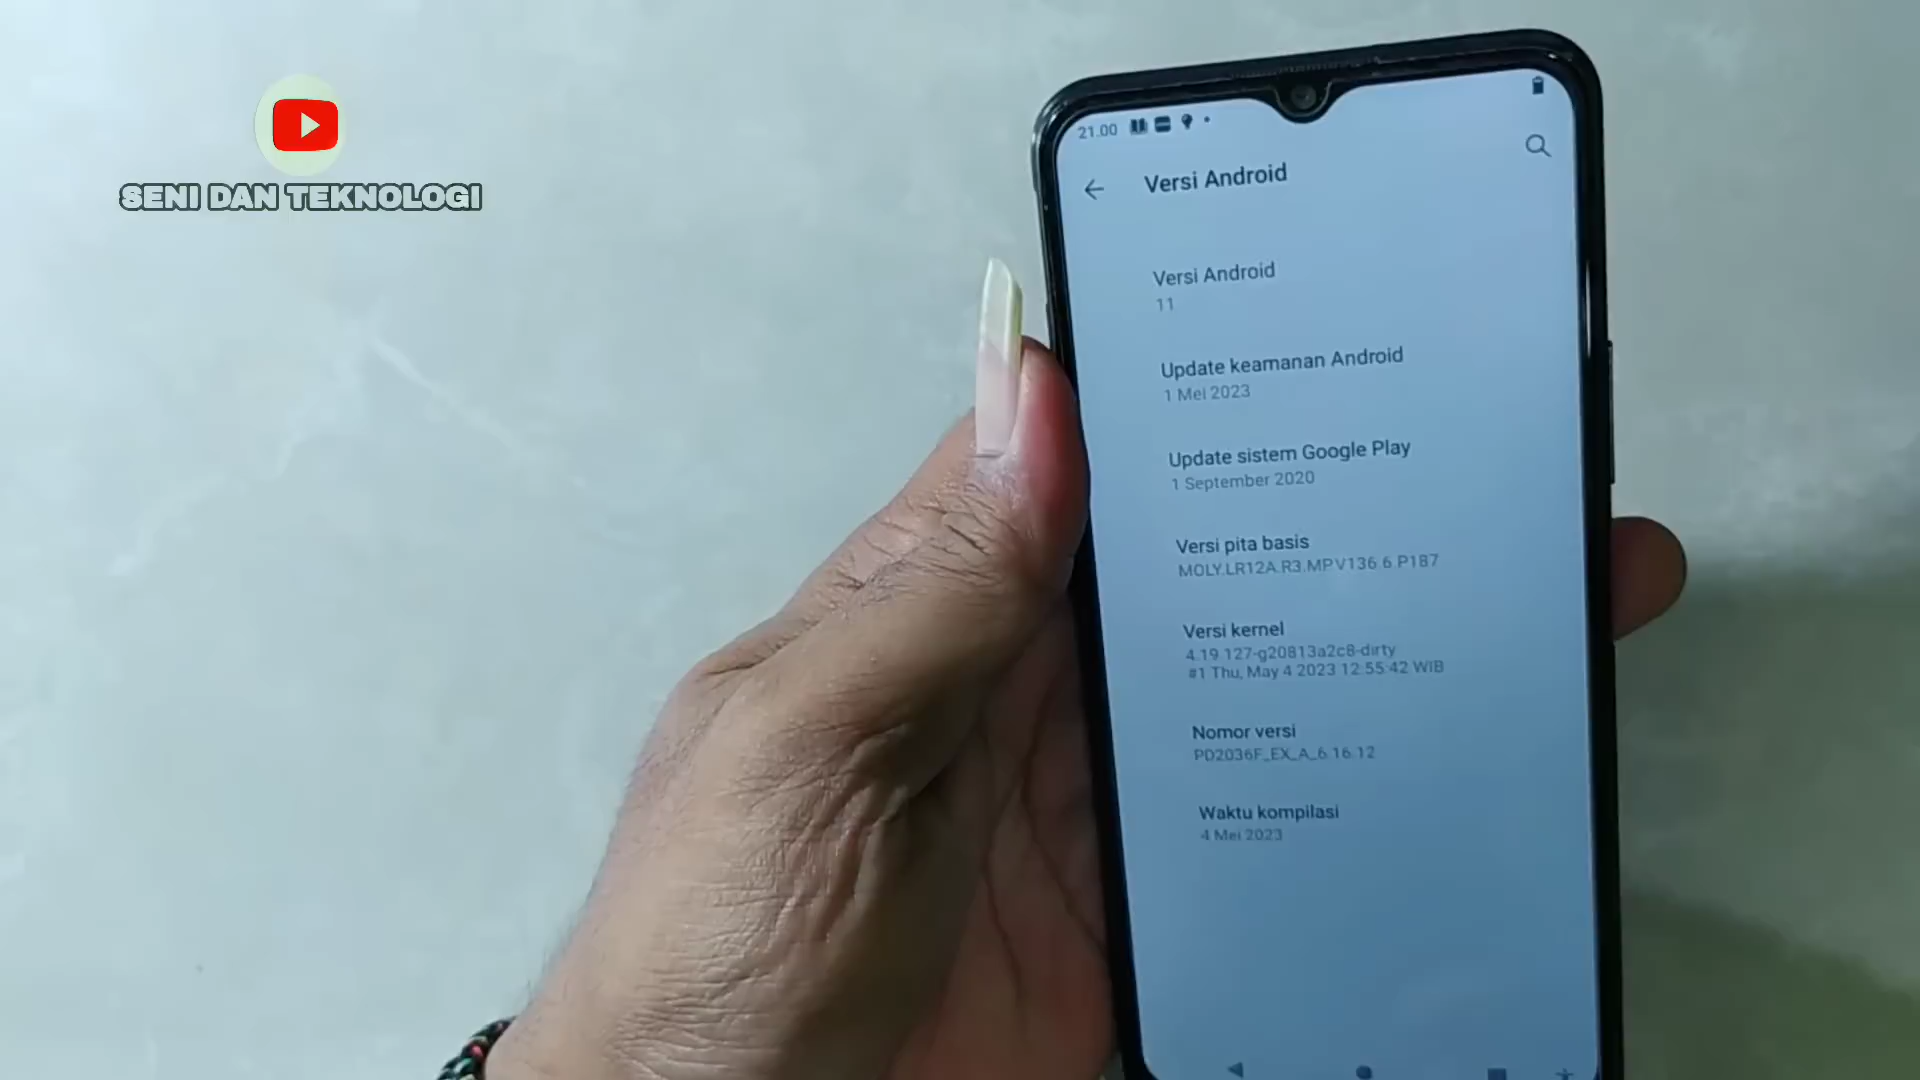 SENI DAN TEKNOLOGI
21.00
Versi Android
Versi Android
11
Update keamanan Android
1 Mei 2023
Update sistem Google Play
1 September 2020
Versi pita basis
MOLY.LR12A.R3.MPV136.6.P187
Versi kernel
4.19.127-g20813a2c8-dirty
#1 Thu, May 4 2023 12:55:42 WIB
Nomor versi
PD2036F_EX_A_6.16.12
Waktu kompilasi
4 Mei 2023